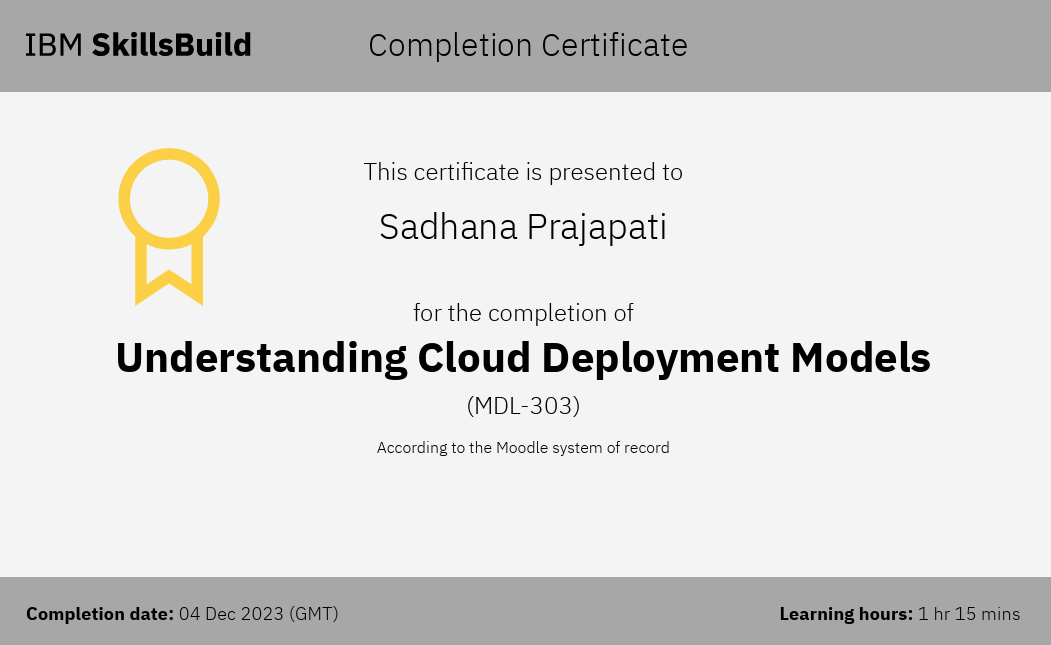 IBM SkillsBuild
Completion Certificate
This certificate is presented to
Sadhana Prajapati
for the completion of
Understanding Cloud Deployment Models
(MDL-303)
According to the Moodle system of record
Completion date: 04 Dec 2023 (GMT)
Learning hours: 1 hr 15 mins